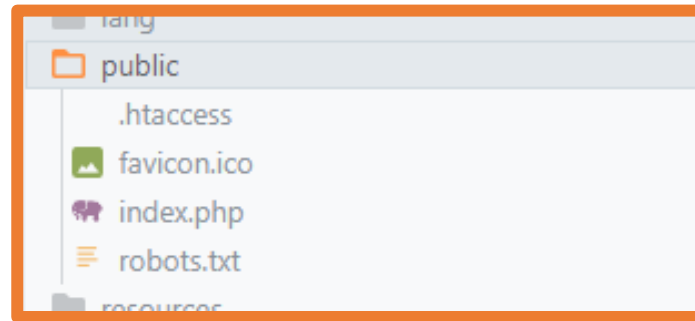 lang
public
.htaccess
favicon.ico
index.php
robots.txt
resources